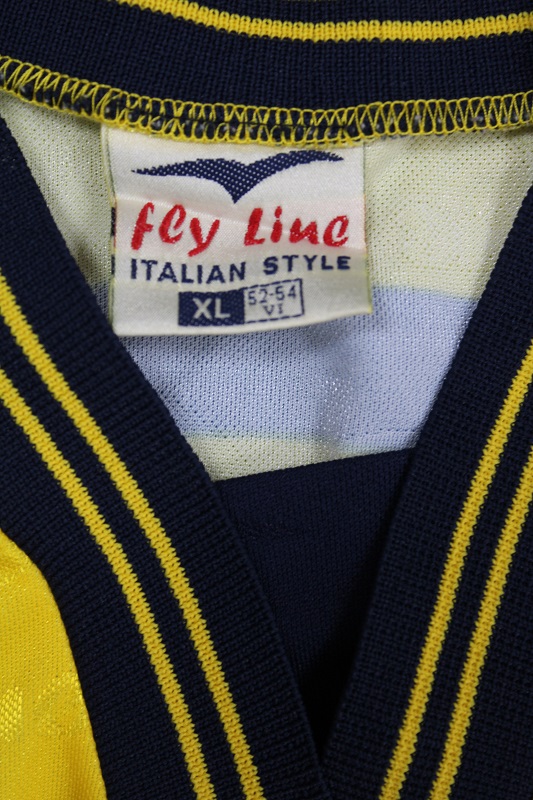 fly Line
ITALIAN STYLE
XL 52-54
VI